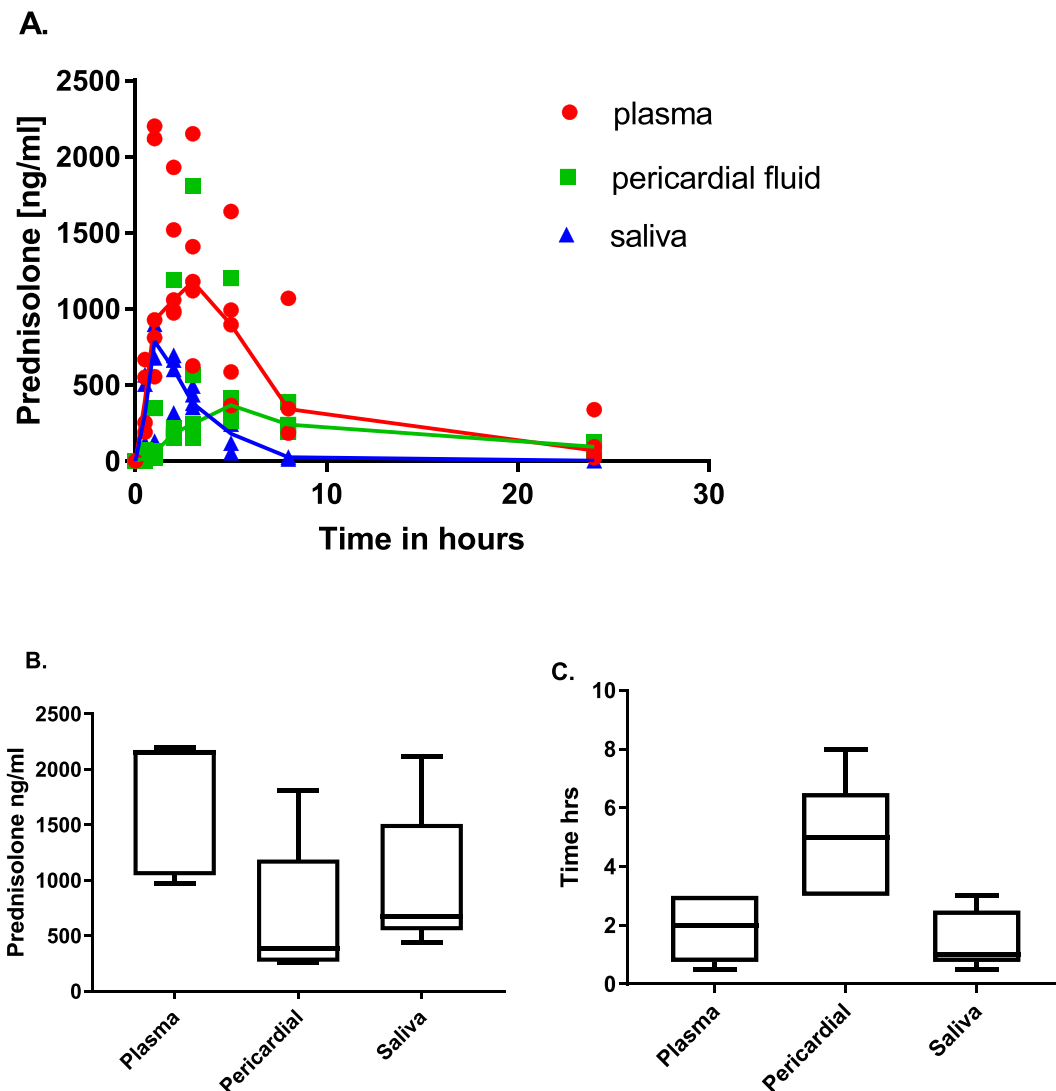 A.
Prednisolone [ng/ml]
2500
2000
1500
1000
500
0
0 10 20 30
Time in hours
plasma
pericardial fluid
saliva
B.
Prednisolone ng/ml
2500
2000
1500
1000
500
0
Plasma
Pericardial
Saliva
C.
Time hrs
10
8
6
4
2
0
Plasma
Pericardial
Saliva